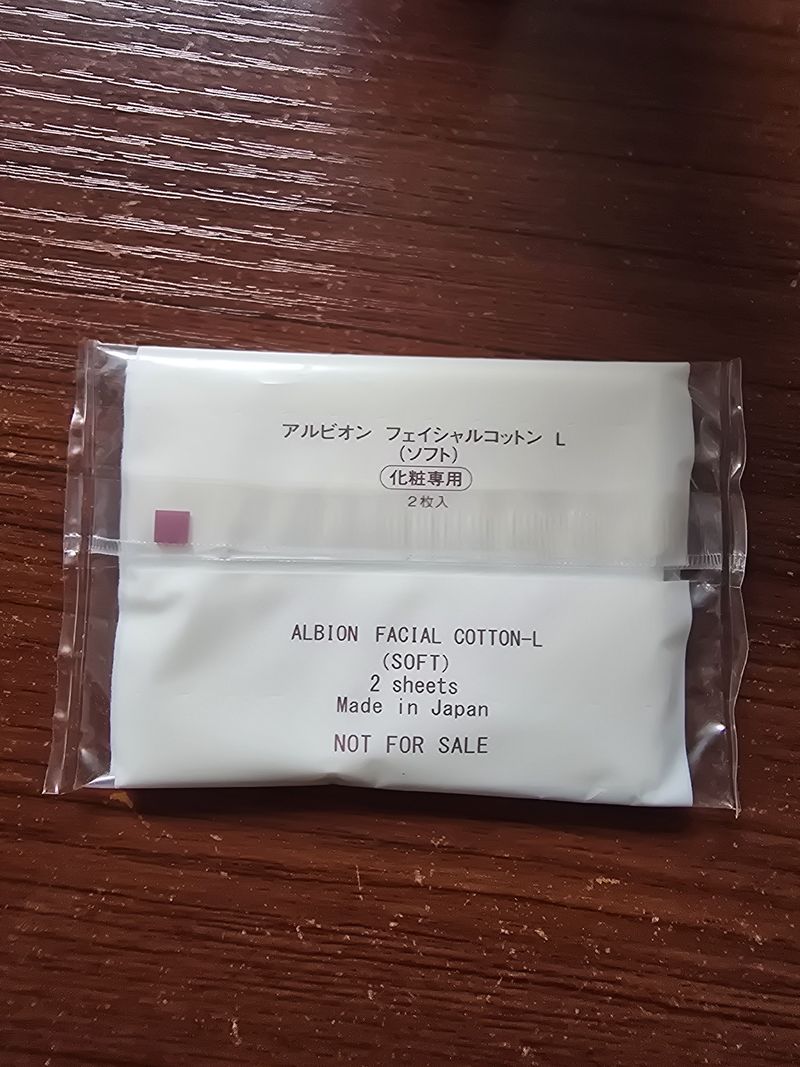 アルビオン フェイシャルコットン L
(ソフト)
化粧専用
2枚入
ALBION FACIAL COTTON-L
(SOFT)
2 sheets
Made in Japan
NOT FOR SALE